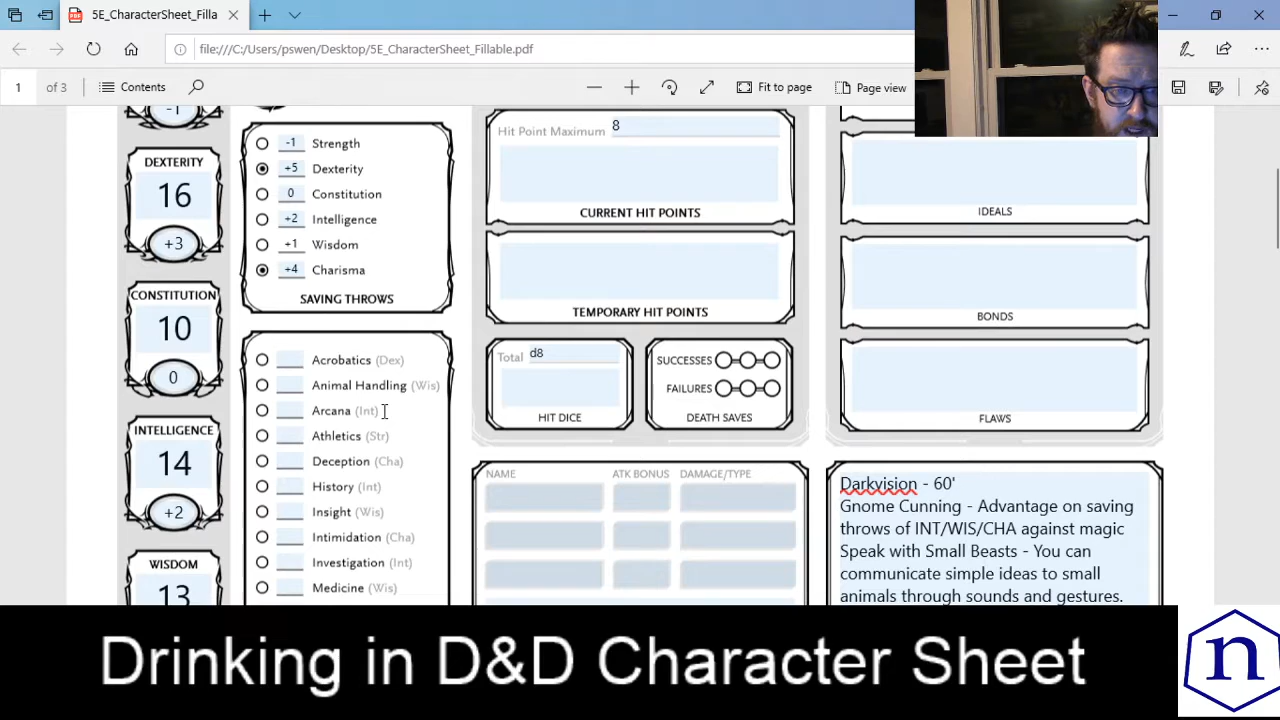 5E_CharacterSheet_Filla
file:///C:/Users/pswen/Desktop/5E_CharacterSheet_Fillable.pdf
1 of 3 Contents Fit to page Page view
-1
DEXTERITY
16
+3
CONSTITUTION
10
0
INTELLIGENCE
14
+2
WISDOM
13
-1 Strength
+5 Dexterity
0 Constitution
+2 Intelligence
+1 Wisdom
+4 Charisma
SAVING THROWS
Acrobatics (Dex)
Animal Handling (Wis)
Arcana (Int)
Athletics (Str)
Deception (Cha)
History (Int)
Insight (Wis)
Intimidation (Cha)
Investigation (Int)
Medicine (Wis)
Hit Point Maximum 8
CURRENT HIT POINTS
TEMPORARY HIT POINTS
Total d8
HIT DICE
SUCCESSES
FAILURES
DEATH SAVES
NAME ATK BONUS DAMAGE/TYPE
IDEALS
BONDS
FLAWS
Darkvision - 60'
Gnome Cunning - Advantage on saving
throws of INT/WIS/CHA against magic
Speak with Small Beasts - You can
communicate simple ideas to small
animals through sounds and gestures.
Drinking in D&D Character Sheet
n